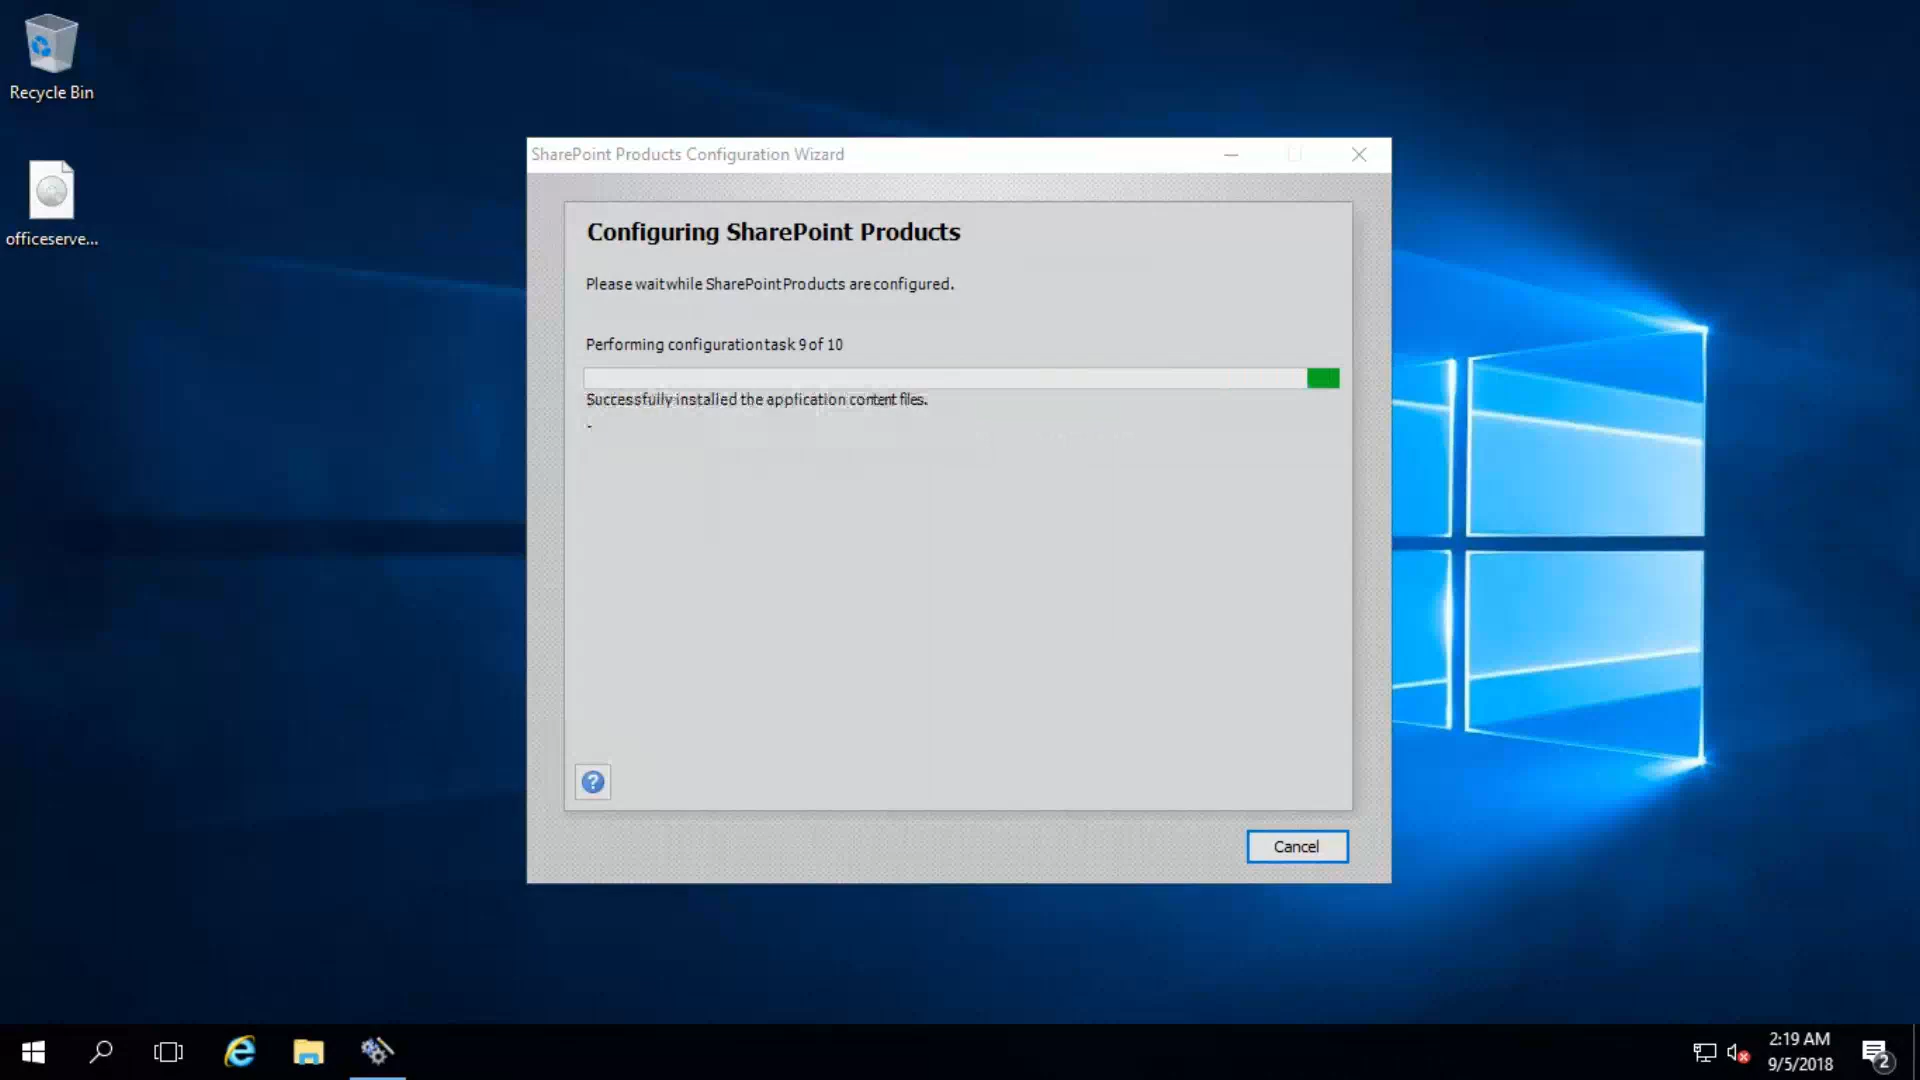 Recycle Bin
officeserve...
SharePoint Products Configuration Wizard
Configuring SharePoint Products
Please wait while SharePoint Products are configured.
Performing configuration task 9 of 10
Successfully installed the application content files.
-
?
Cancel
2:19 AM
9/5/2018
2